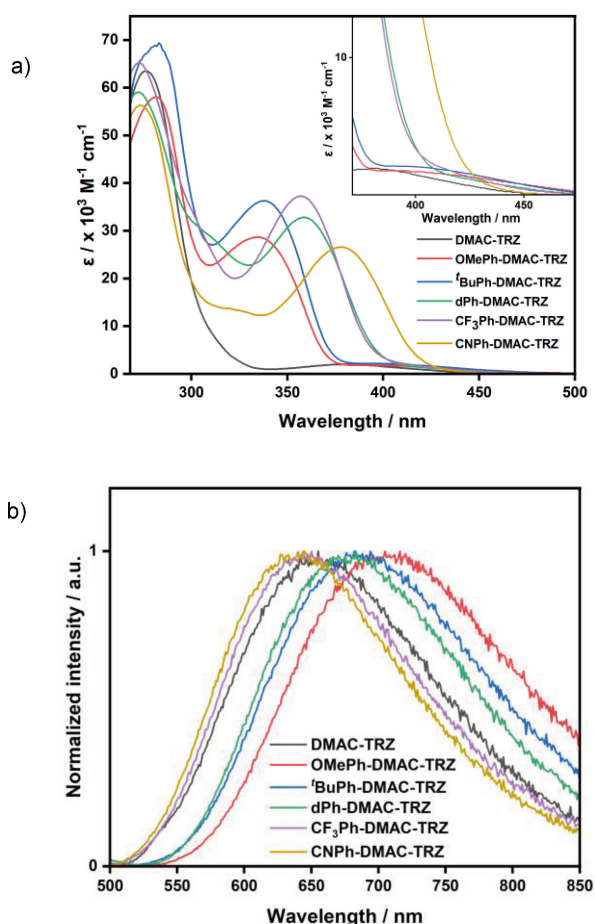 a)
ε / x 10³ M⁻¹ cm⁻¹
70
60
50
40
30
20
10
0
300
350
400
450
500
Wavelength / nm
ε / x 10³ M⁻¹ cm⁻¹
10
400
450
Wavelength / nm
DMAC-TRZ
OMePh-DMAC-TRZ
ᵗBuPh-DMAC-TRZ
dPh-DMAC-TRZ
CF₃Ph-DMAC-TRZ
CNPh-DMAC-TRZ
b)
Normalized intensity / a.u.
1
0
DMAC-TRZ
OMePh-DMAC-TRZ
ᵗBuPh-DMAC-TRZ
dPh-DMAC-TRZ
CF₃Ph-DMAC-TRZ
CNPh-DMAC-TRZ
500
550
600
650
700
750
800
850
Wavelength / nm